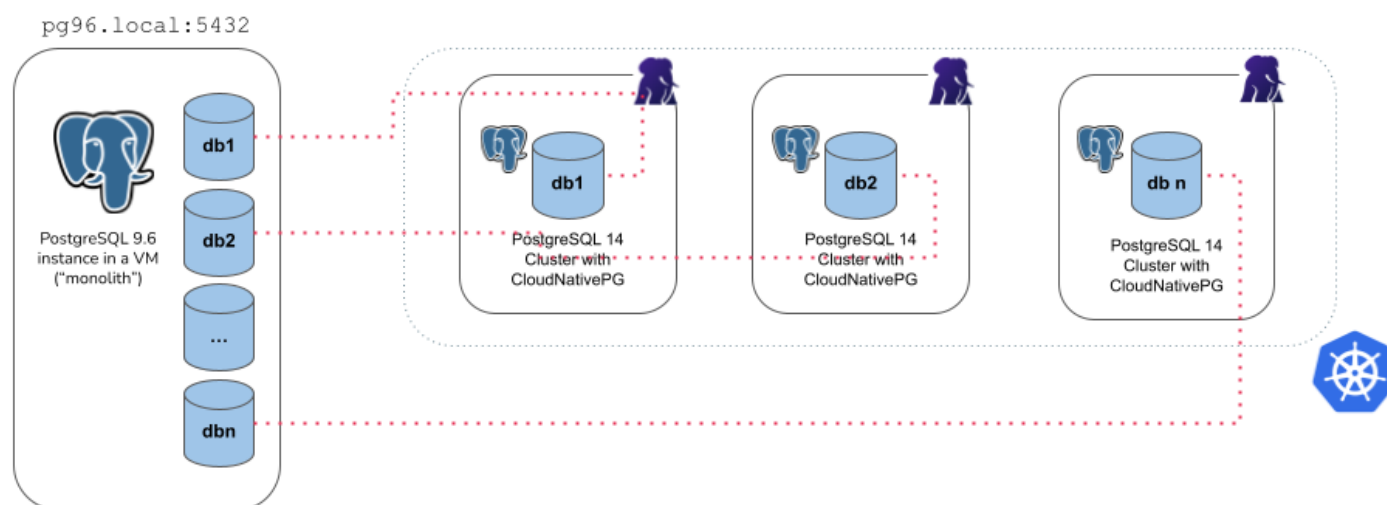 pg96.local:5432
db1
db2
...
dbn
PostgreSQL 9.6
instance in a VM
(“monolith”)
db1
PostgreSQL 14
Cluster with
CloudNativePG
db2
PostgreSQL 14
Cluster with
CloudNativePG
db n
PostgreSQL 14
Cluster with
CloudNativePG